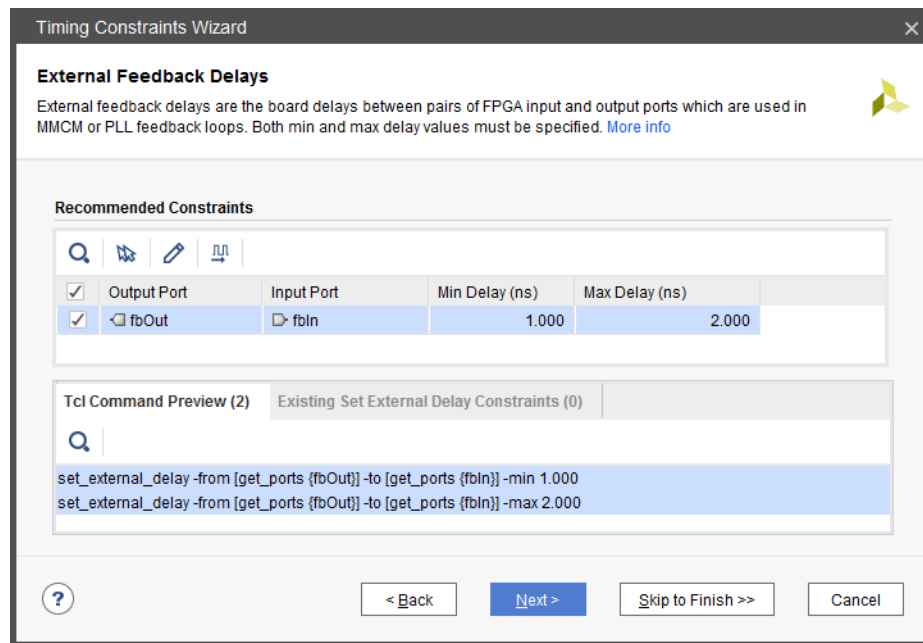 Timing Constraints Wizard
External Feedback Delays
External feedback delays are the board delays between pairs of FPGA input and output ports which are used in
MMCM or PLL feedback loops. Both min and max delay values must be specified. More info
Recommended Constraints
Output Port Input Port Min Delay (ns) Max Delay (ns)
fbOut fbIn 1.000 2.000
Tcl Command Preview (2) Existing Set External Delay Constraints (0)
set_external_delay -from [get_ports {fbOut}] -to [get_ports {fbIn}] -min 1.000
set_external_delay -from [get_ports {fbOut}] -to [get_ports {fbIn}] -max 2.000
? < Back Next > Skip to Finish >> Cancel